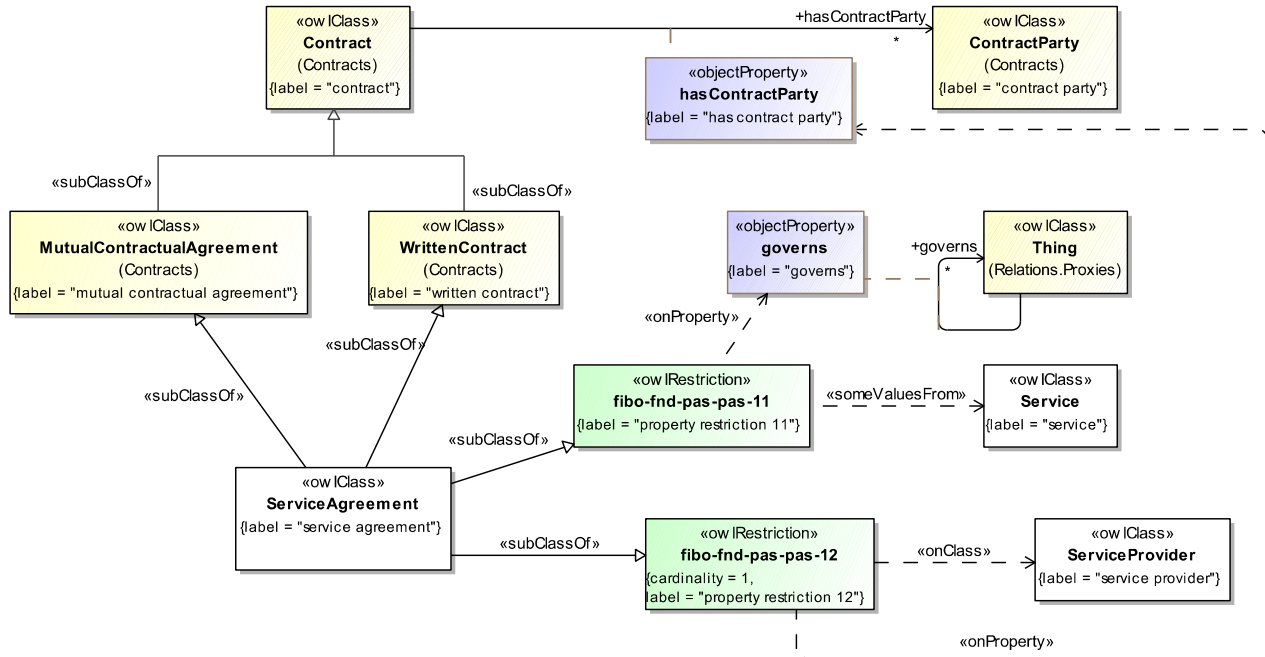 «owlClass»
Contract
(Contracts)
{label = "contract"}
+hasContractParty
*
«owlClass»
ContractParty
(Contracts)
{label = "contract party"}
«objectProperty»
hasContractParty
{label = "has contract party"}
«subClassOf»
«subClassOf»
«owlClass»
MutualContractualAgreement
(Contracts)
{label = "mutual contractual agreement"}
«owlClass»
WrittenContract
(Contracts)
{label = "written contract"}
«objectProperty»
governs
{label = "governs"}
+governs
*
«owlClass»
Thing
(Relations.Proxies)
«onProperty»
«subClassOf»
«subClassOf»
«owlRestriction»
fibo-fnd-pas-pas-11
{label = "property restriction 11"}
«someValuesFrom»
«owlClass»
Service
{label = "service"}
«subClassOf»
«owlClass»
ServiceAgreement
{label = "service agreement"}
«subClassOf»
«owlRestriction»
fibo-fnd-pas-pas-12
{cardinality = 1,
label = "property restriction 12"}
«onClass»
«owlClass»
ServiceProvider
{label = "service provider"}
«onProperty»